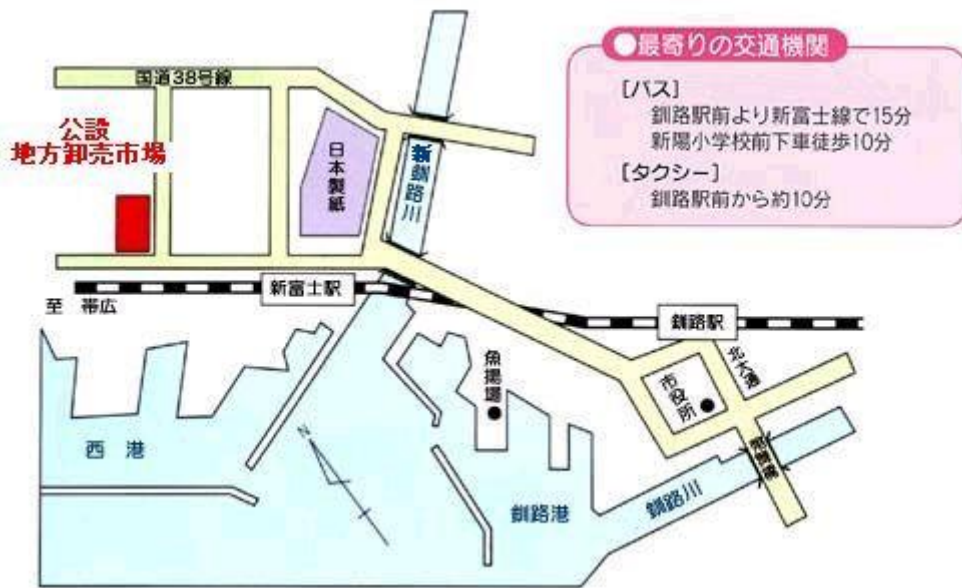 ●最寄りの交通機関
[バス]
釧路駅前より新富士線で15分
新陽小学校前下車徒歩10分
[タクシー]
釧路駅前から約10分
国道38号線
公設
地方卸売市場
日本製紙
新釧路川
新富士駅
至 帯広
釧路駅
北大通
市役所
魚揚場
西港
N
釧路港
釧路川
幣舞橋